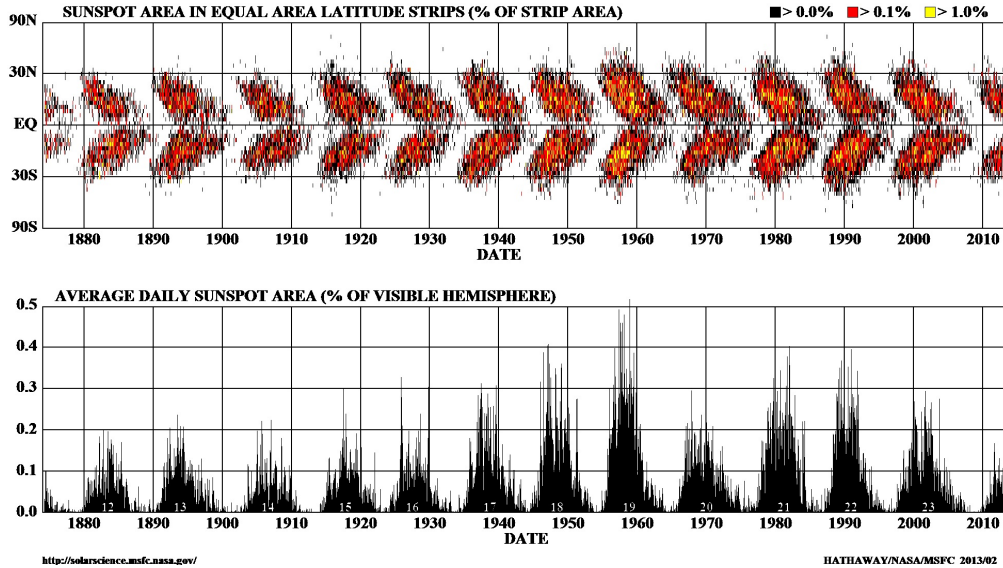 SUNSPOT AREA IN EQUAL AREA LATITUDE STRIPS (% OF STRIP AREA) > 0.0% > 0.1% > 1.0%
90N
30N
EQ
30S
90S
1880 1890 1900 1910 1920 1930 1940 1950 1960 1970 1980 1990 2000 2010
DATE
AVERAGE DAILY SUNSPOT AREA (% OF VISIBLE HEMISPHERE)
0.5
0.4
0.3
0.2
0.1
0.0
12 13 14 15 16 17 18 19 20 21 22 23
1880 1890 1900 1910 1920 1930 1940 1950 1960 1970 1980 1990 2000 2010
DATE
http://solarscience.msfc.nasa.gov/ HATHAWAY/NASA/MSFC 2013/02